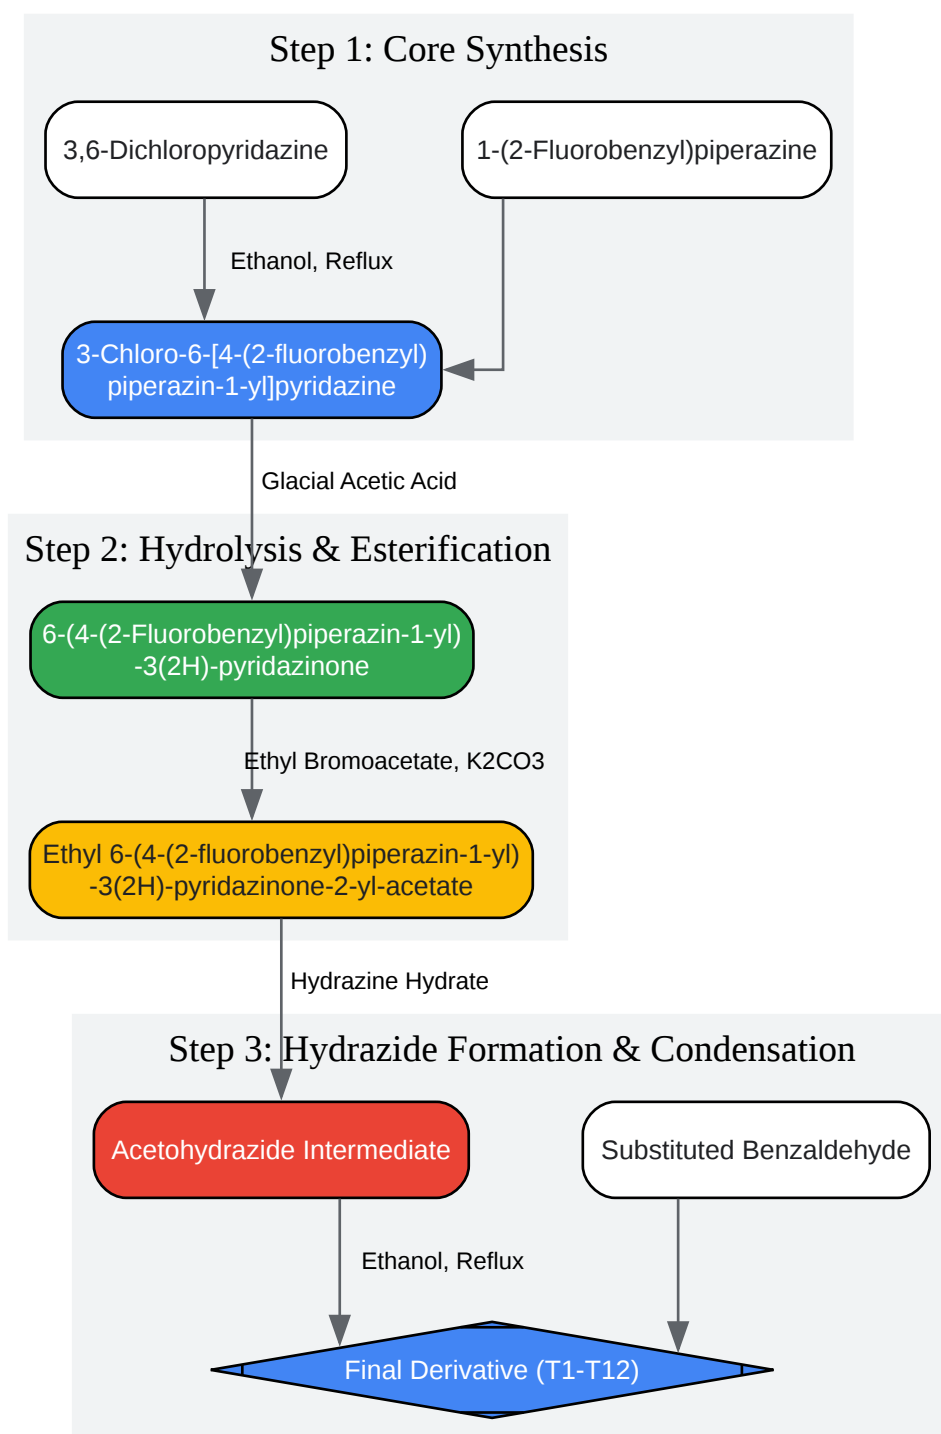 Step 1: Core Synthesis
3,6-Dichloropyridazine
1-(2-Fluorobenzyl)piperazine
Ethanol, Reflux
3-Chloro-6-[4-(2-fluorobenzyl)
piperazin-1-yl]pyridazine
Glacial Acetic Acid
Step 2: Hydrolysis & Esterification
6-(4-(2-Fluorobenzyl)piperazin-1-yl)
-3(2H)-pyridazinone
Ethyl Bromoacetate, K2CO3
Ethyl 6-(4-(2-fluorobenzyl)piperazin-1-yl)
-3(2H)-pyridazinone-2-yl-acetate
Hydrazine Hydrate
Step 3: Hydrazide Formation & Condensation
Acetohydrazide Intermediate
Substituted Benzaldehyde
Ethanol, Reflux
Final Derivative (T1-T12)